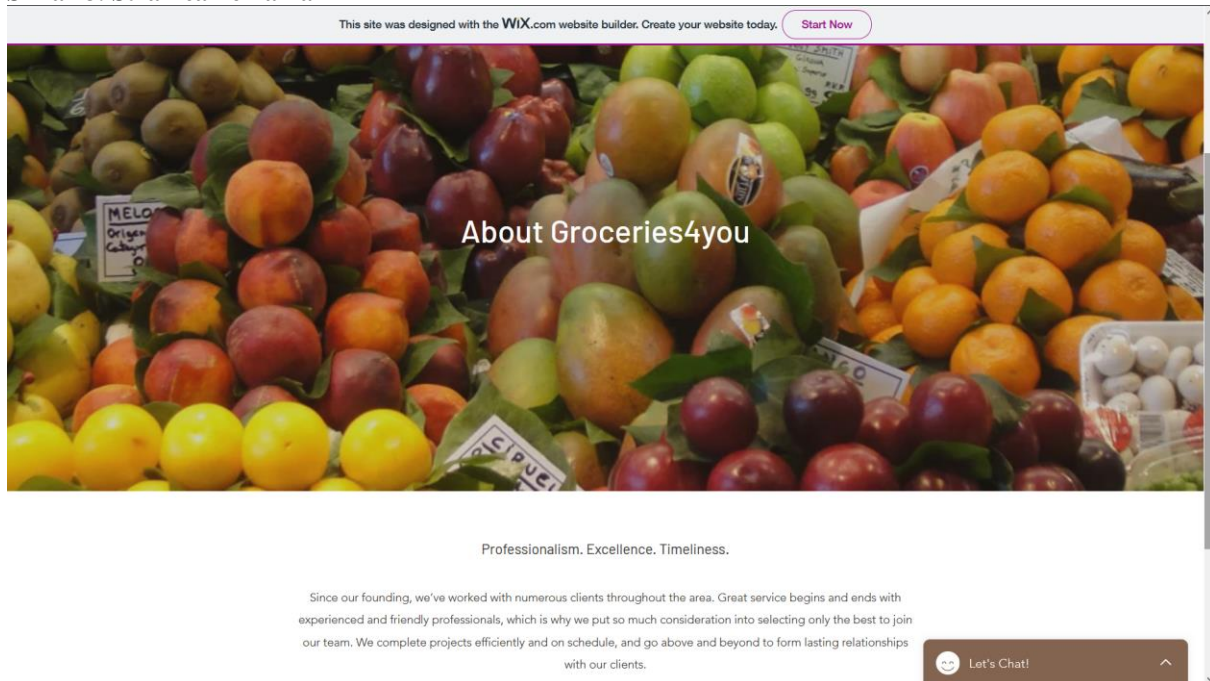 This site was designed with the WiX.com website builder. Create your website today. Start Now
About Groceries4you
MELO
Origen
CIRUEL
Professionalism. Excellence. Timeliness.
Since our founding, we've worked with numerous clients throughout the area. Great service begins and ends with
experienced and friendly professionals, which is why we put so much consideration into selecting only the best to join
our team. We complete projects efficiently and on schedule, and go above and beyond to form lasting relationships
with our clients.
Let's Chat!